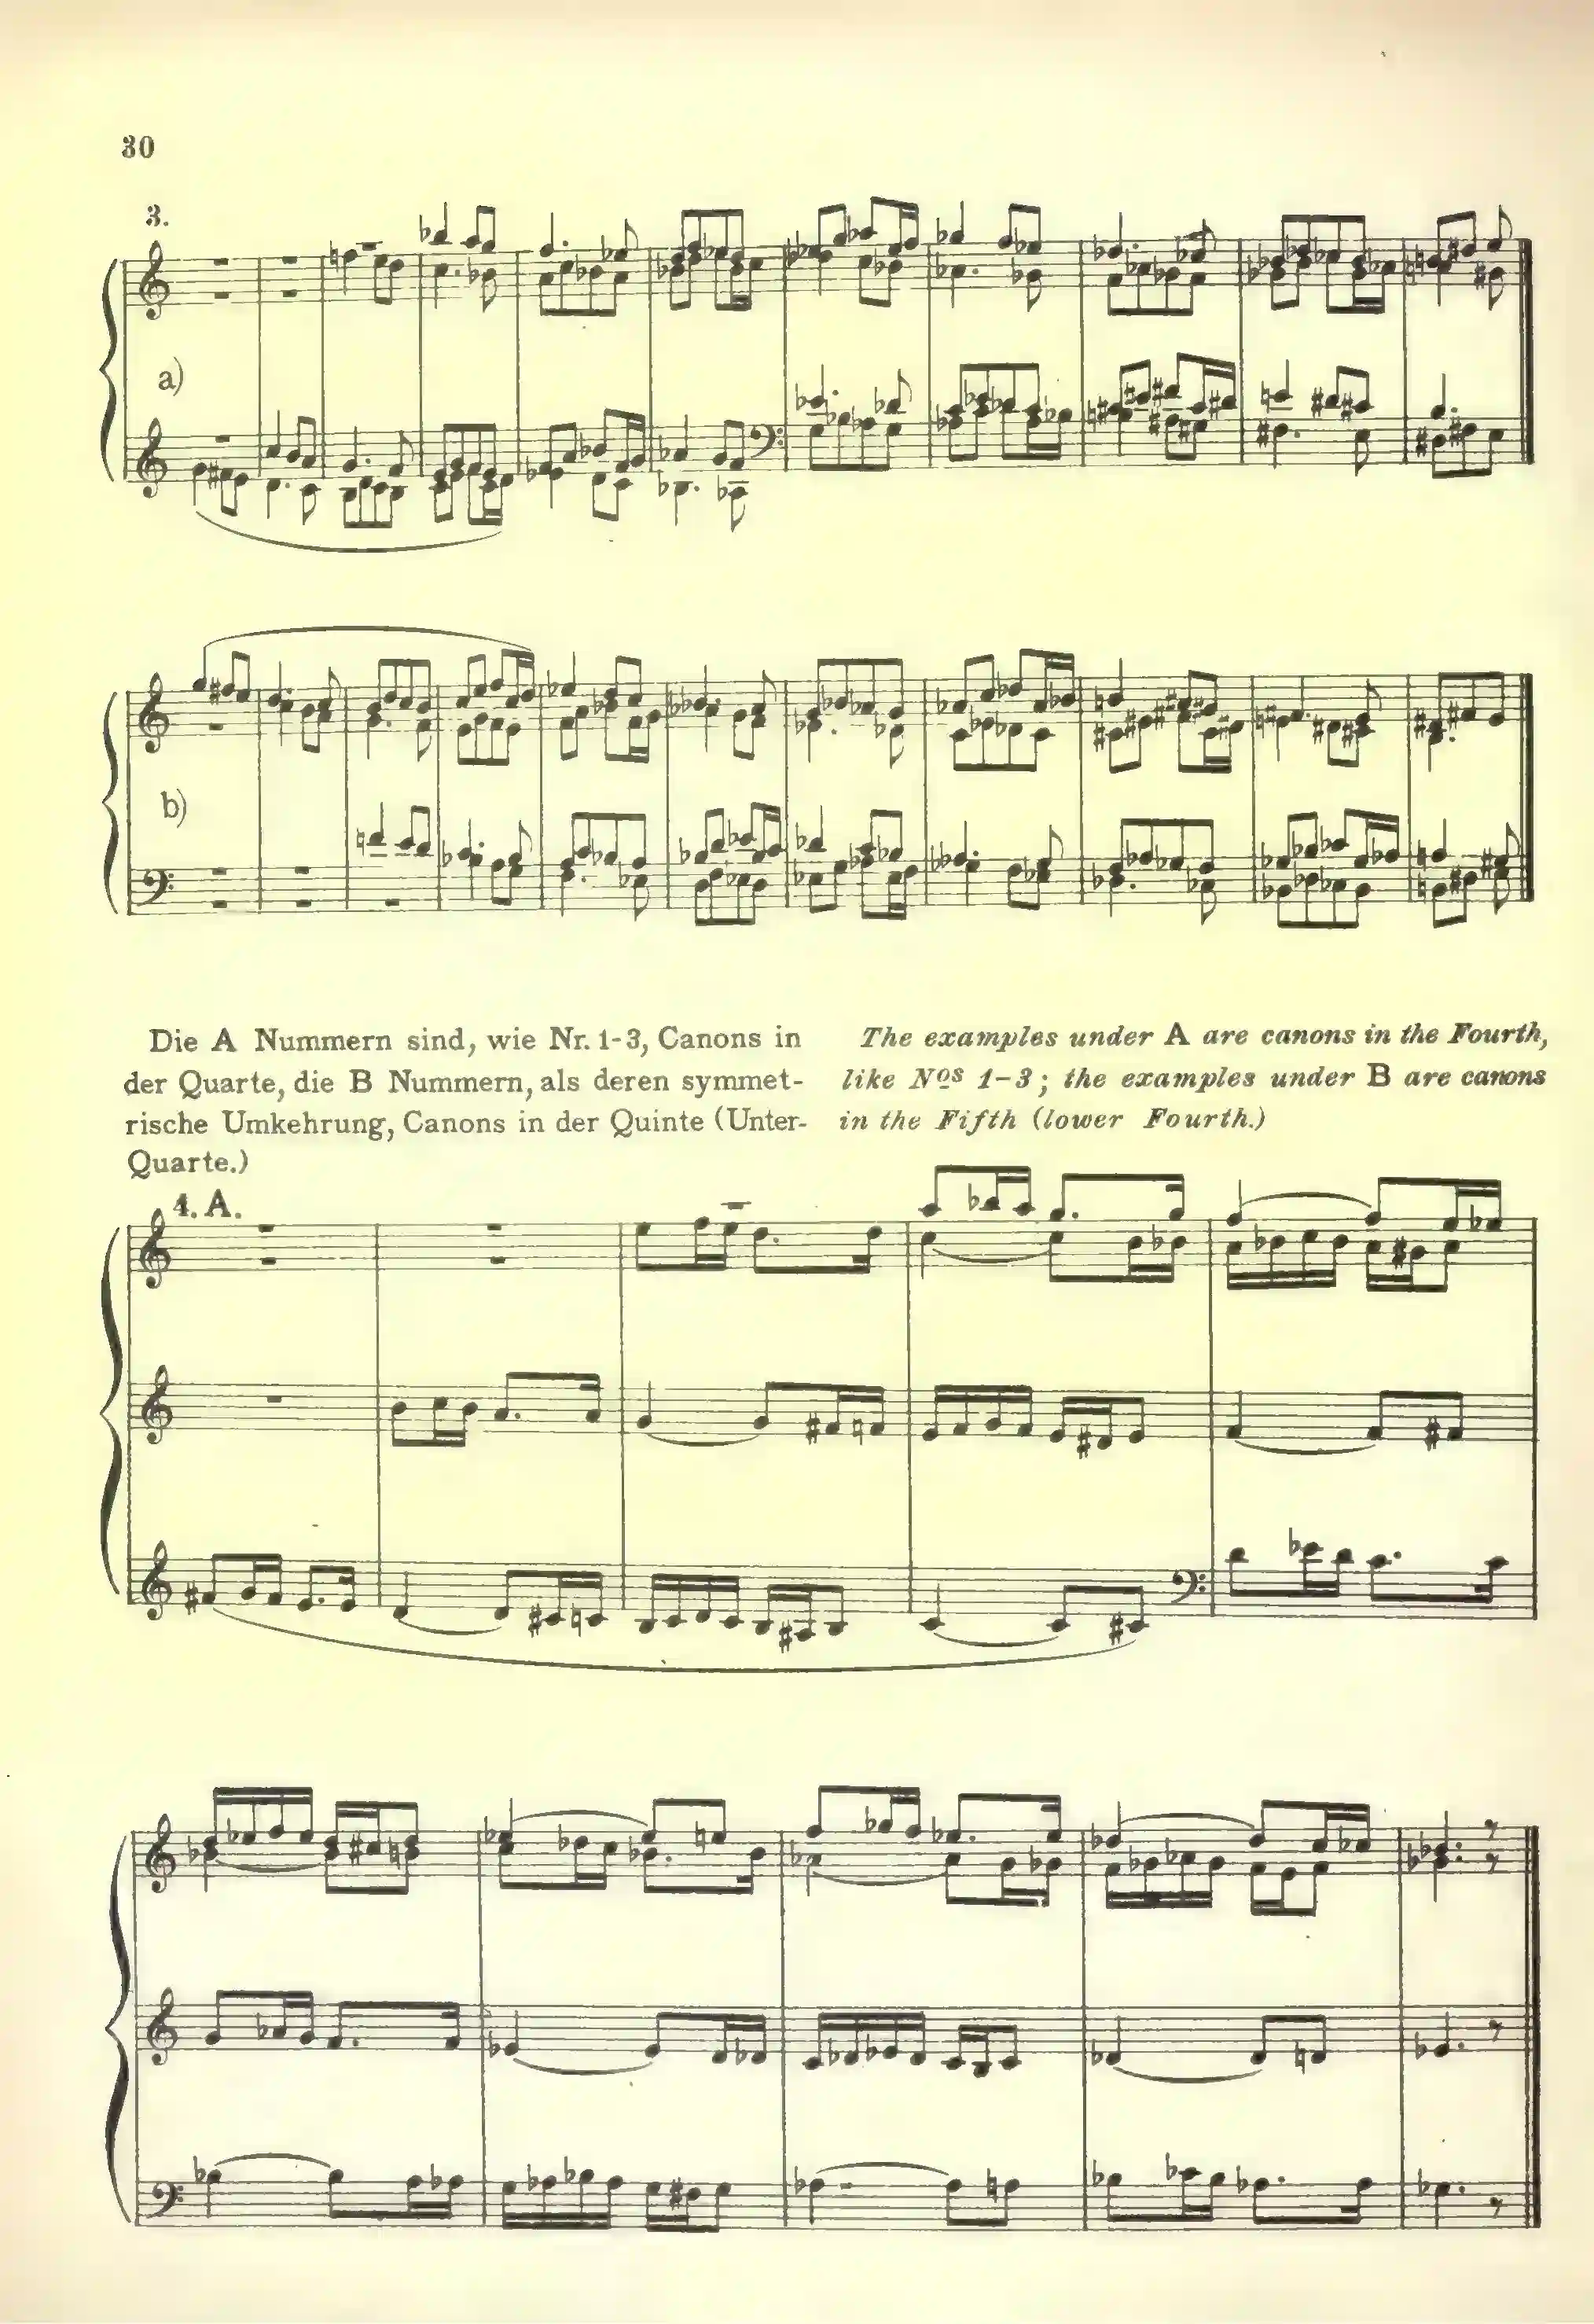 30
3.
a)
b)
Die A Nummern sind, wie Nr. 1-3, Canons in
der Quarte, die B Nummern, als deren symmet-
rische Umkehrung, Canons in der Quinte (Unter-
Quarte.)
The examples under A are canons in the Fourth,
like Nos 1-3; the examples under B are canons
in the Fifth (lower Fourth.)
4. A.